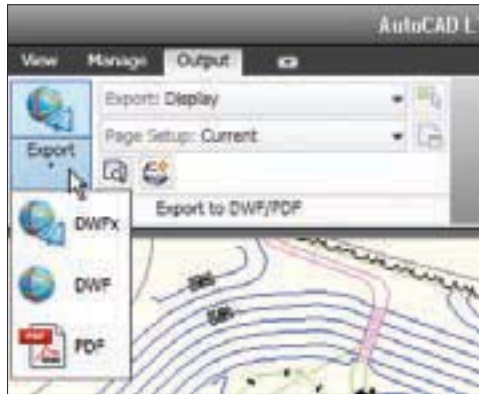 AutoCAD L
View Manage Output
Export: Display
Export
Page Setup: Current
Export to DWF/PDF
DWFx
DWF
PDF